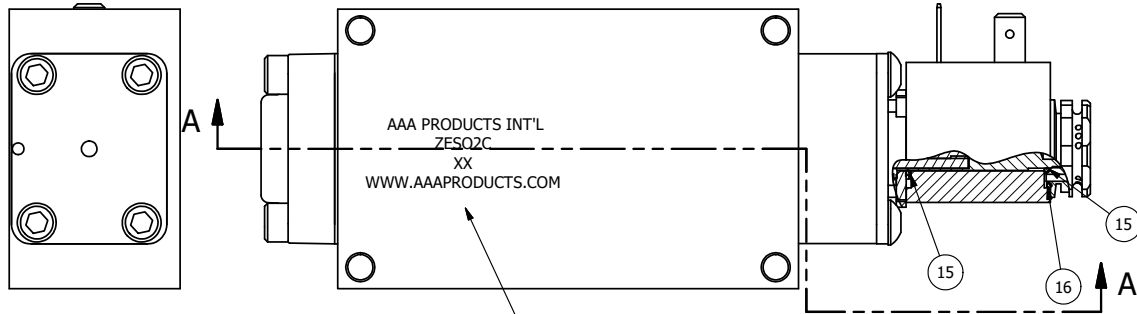 A
AAA PRODUCTS INT'L
ZESO2C
XX
WWW.AAAPRODUCTS.COM
15
15
16
A